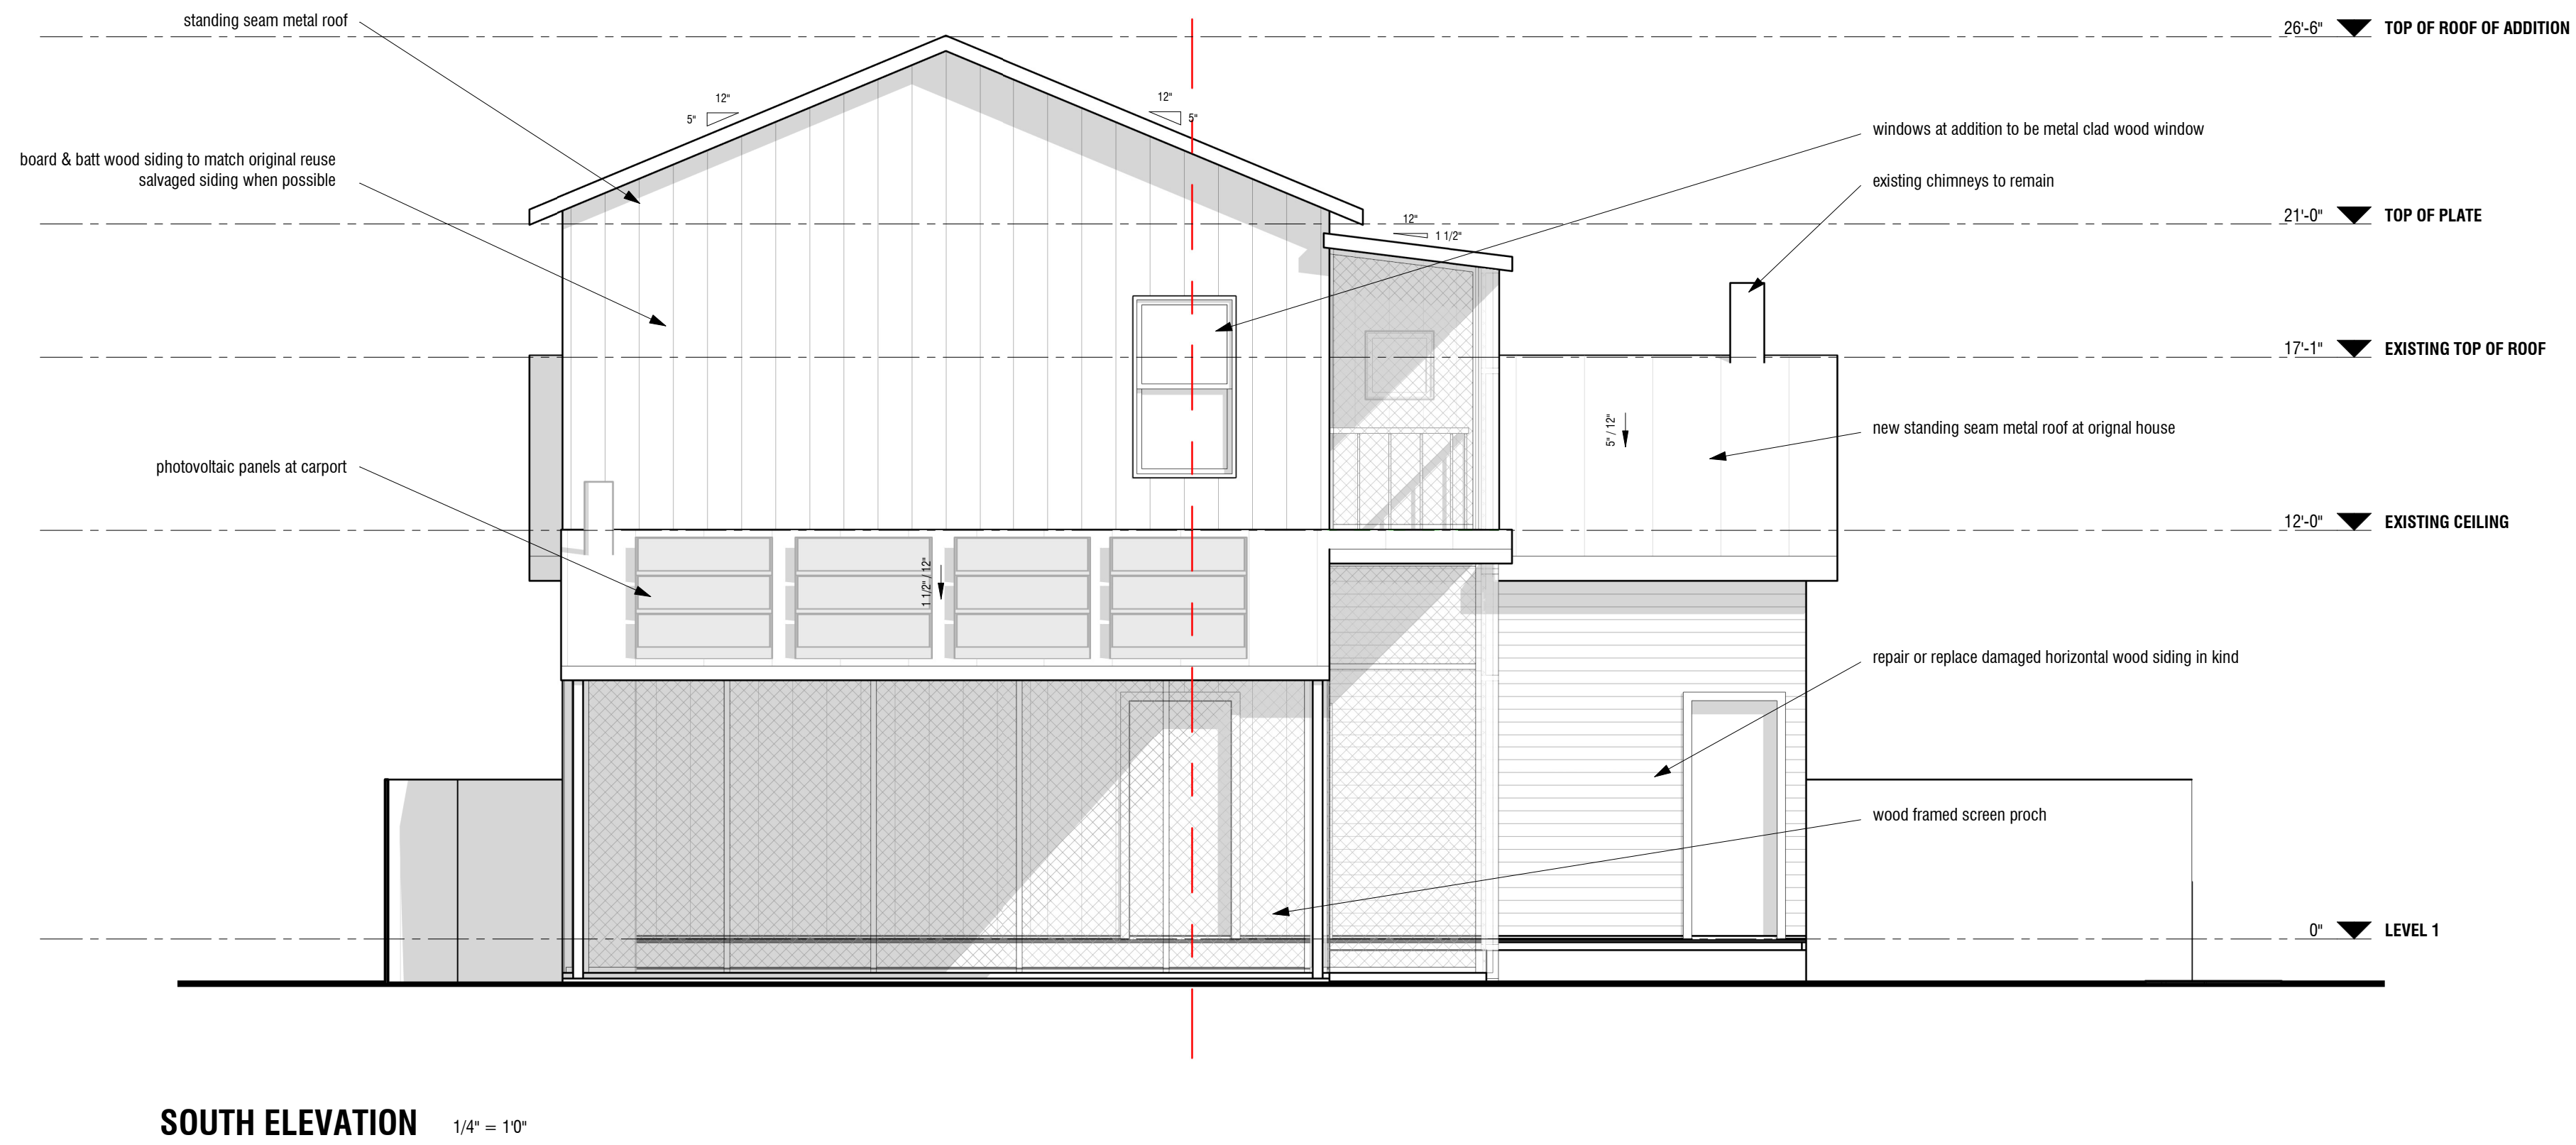 standing seam metal roof
26'-6" TOP OF ROOF OF ADDITION
12"
5"
12"
5"
windows at addition to be metal clad wood window
board & batt wood siding to match original reuse
salvaged siding when possible
existing chimneys to remain
21'-0" TOP OF PLATE
12"
1 1/2"
17'-1" EXISTING TOP OF ROOF
5" / 12"
new standing seam metal roof at orignal house
photovoltaic panels at carport
12'-0" EXISTING CEILING
1 1/2" / 12"
repair or replace damaged horizontal wood siding in kind
wood framed screen proch
0" LEVEL 1
SOUTH ELEVATION 1/4" = 1'0"